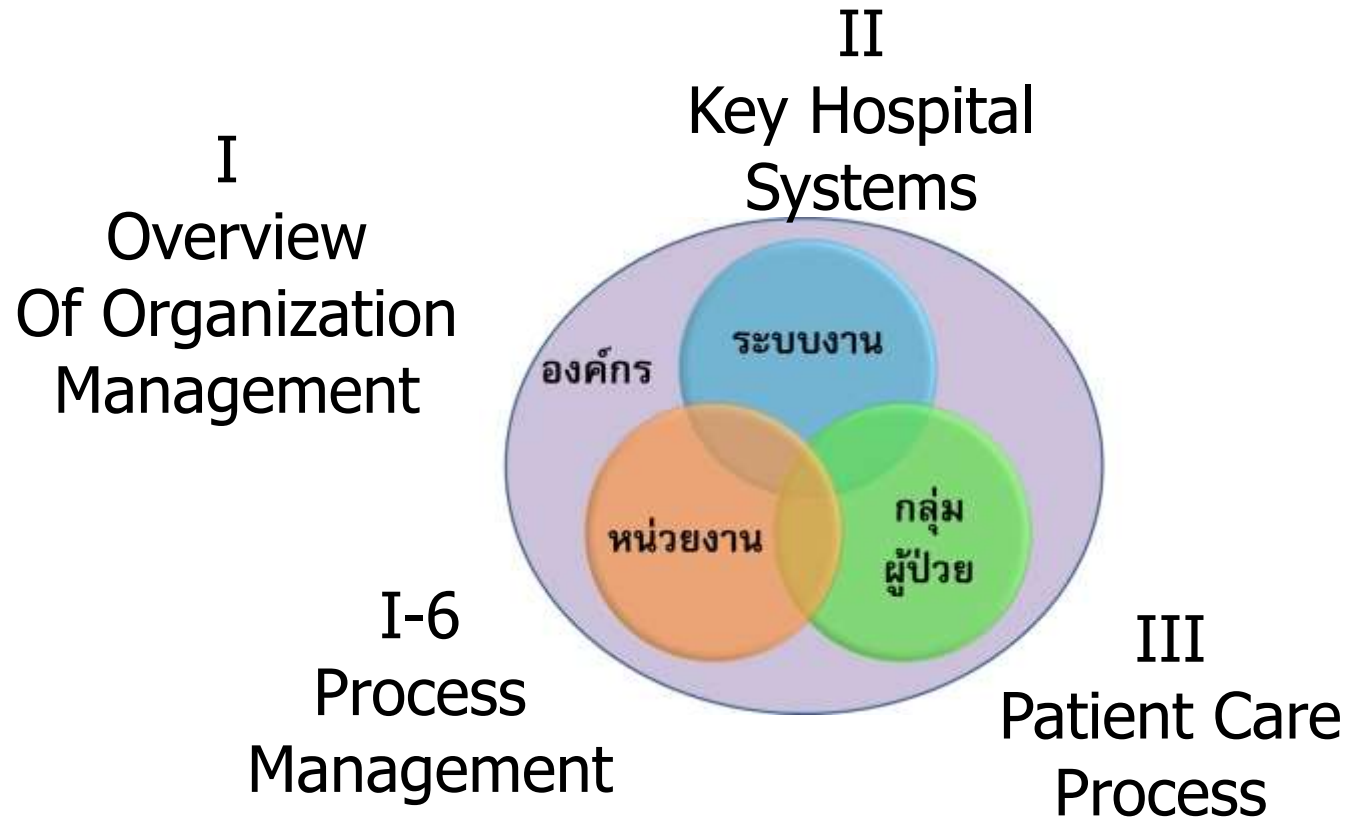 II
Key Hospital
Systems
I
Overview
Of Organization
Management
ระบบงาน
องค์กร
หน่วยงาน
กลุ่ม
ผู้ป่วย
I-6
Process
Management
III
Patient Care
Process